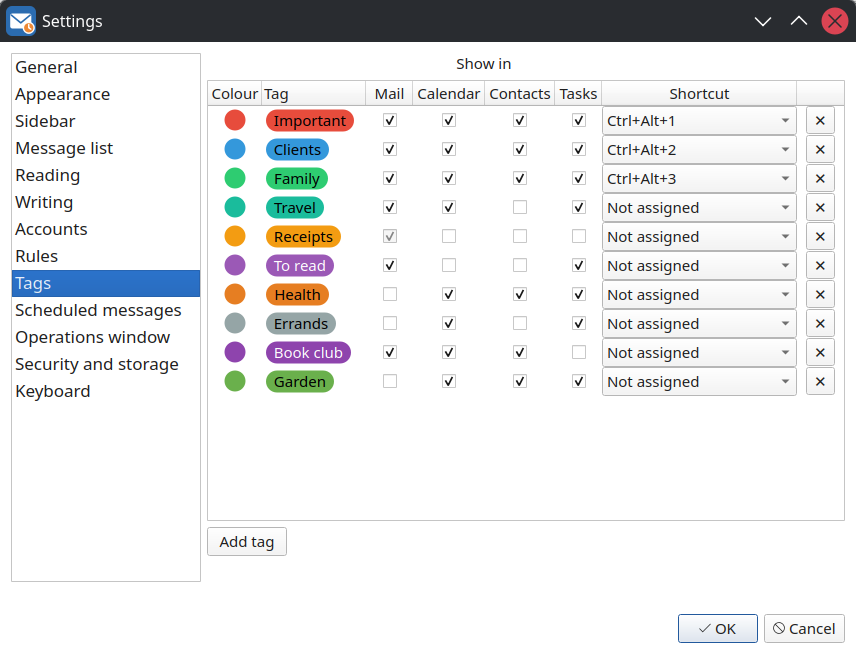 Settings
General
Appearance
Sidebar
Message list
Reading
Writing
Accounts
Rules
Tags
Scheduled messages
Operations window
Security and storage
Keyboard
Show in
Colour Tag Mail Calendar Contacts Tasks Shortcut
Important Ctrl+Alt+1
Clients Ctrl+Alt+2
Family Ctrl+Alt+3
Travel Not assigned
Receipts Not assigned
To read Not assigned
Health Not assigned
Errands Not assigned
Book club Not assigned
Garden Not assigned
Add tag
OK Cancel